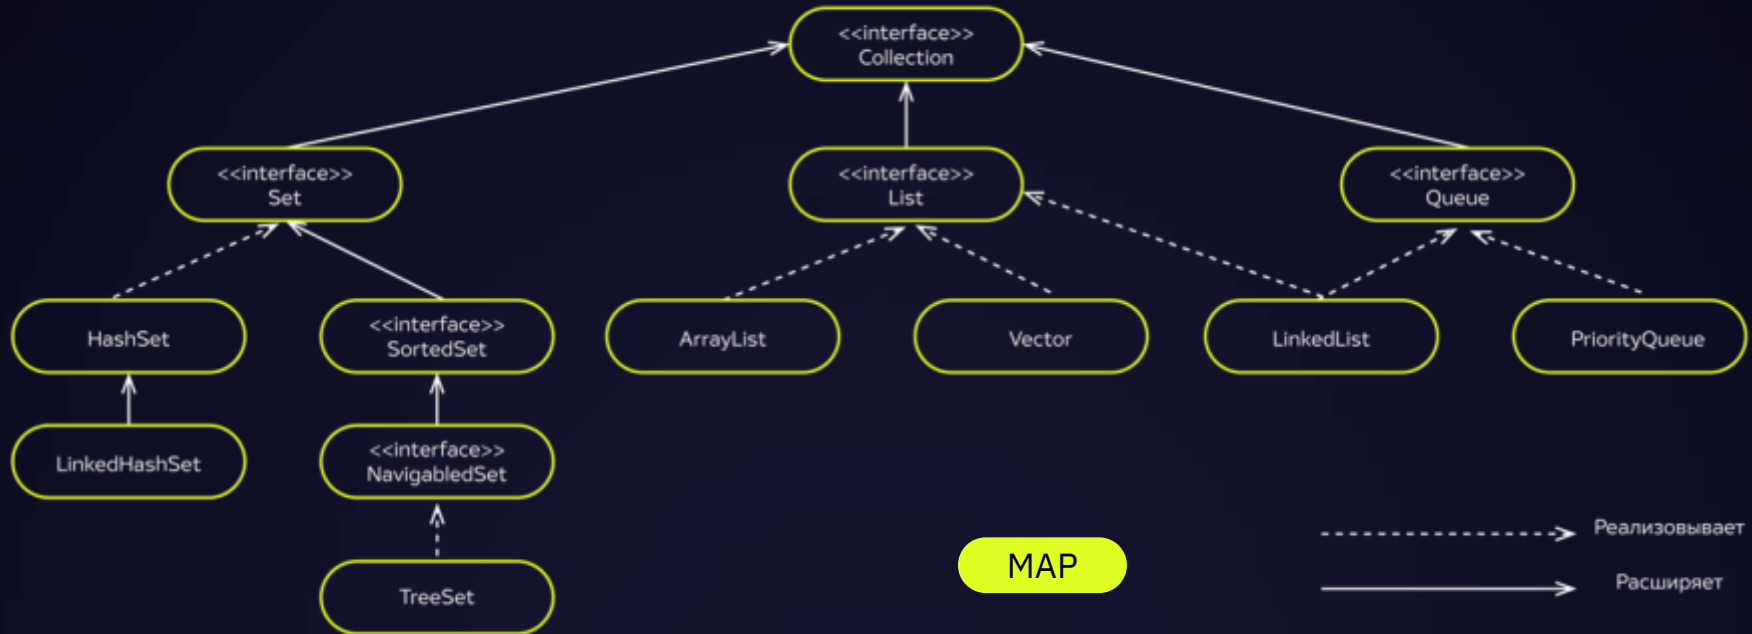 <<interface>>
Collection
<<interface>>
Set
<<interface>>
List
<<interface>>
Queue
HashSet
<<interface>>
SortedSet
ArrayList
Vector
LinkedList
PriorityQueue
LinkedHashSet
<<interface>>
NavigabledSet
TreeSet
MAP
Реализовывает
Расширяет